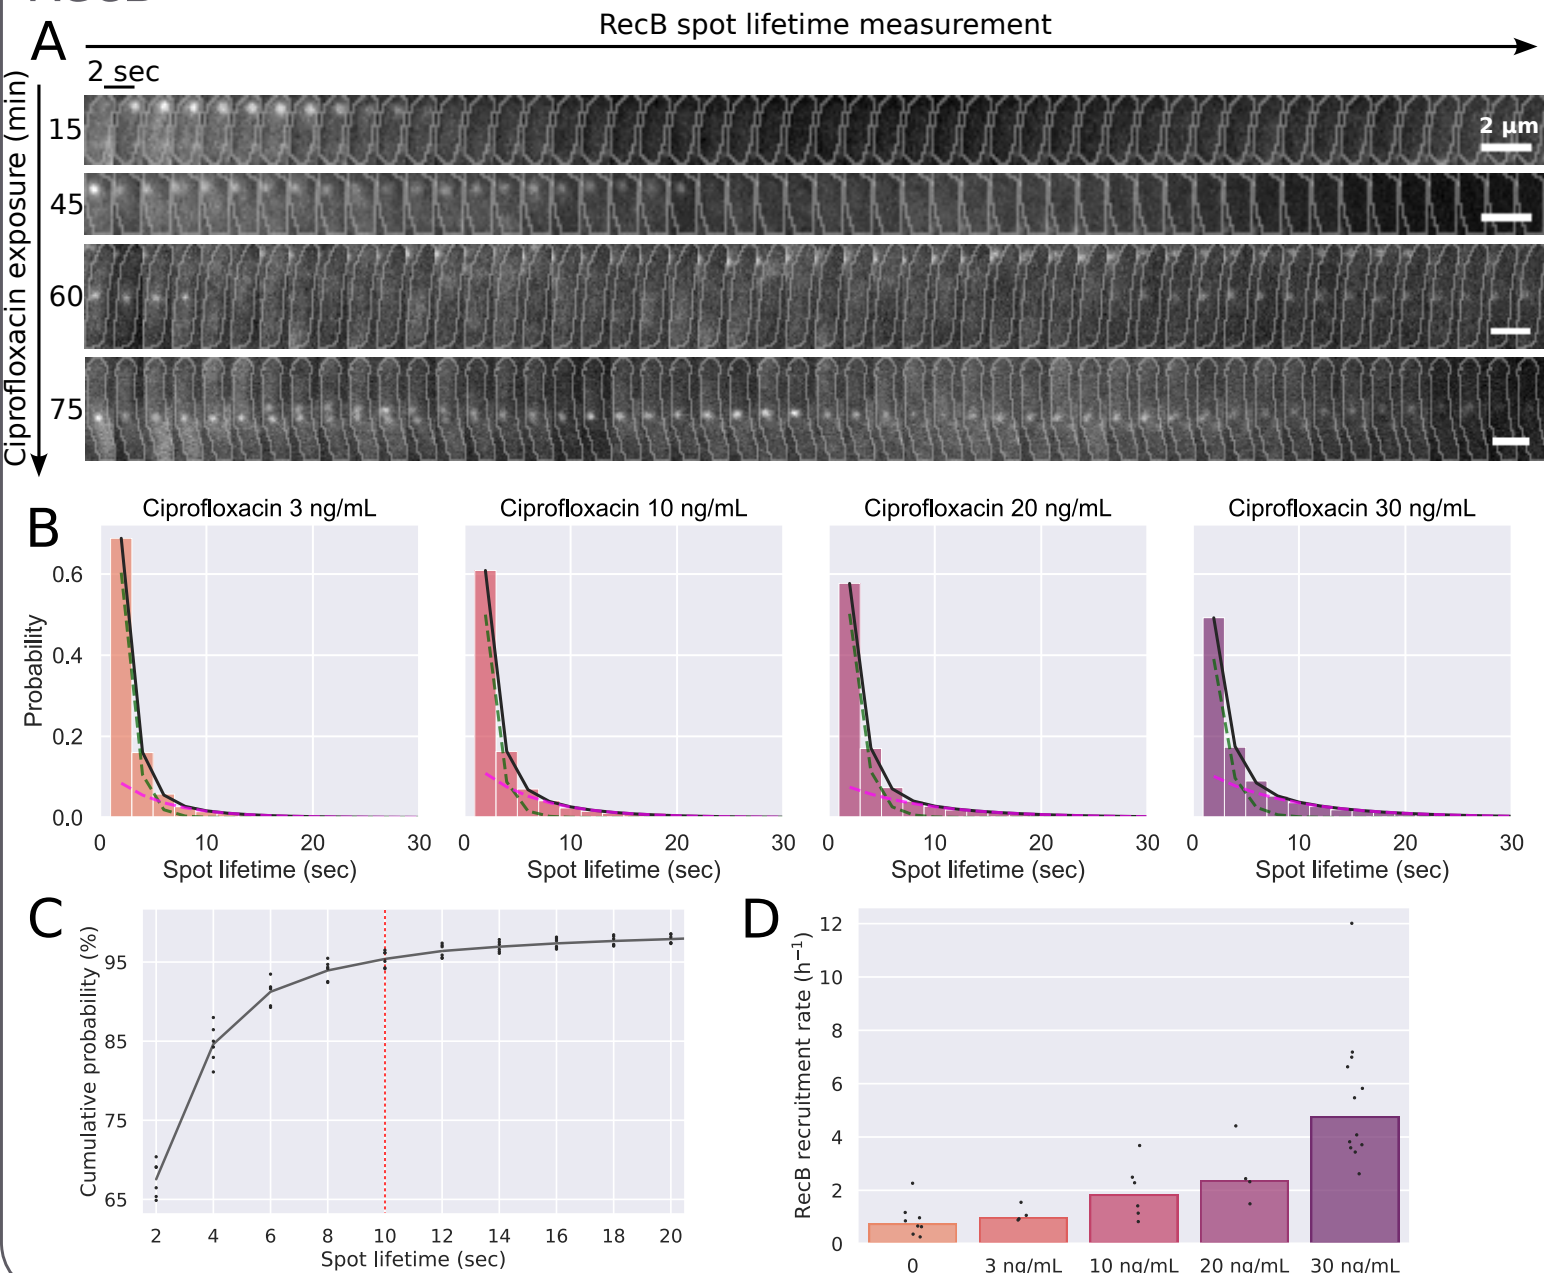 A
RecB spot lifetime measurement
2 sec
Ciprofloxacin exposure (min)
15
2 μm
45
60
75
B
Ciprofloxacin 3 ng/mL
Ciprofloxacin 10 ng/mL
Ciprofloxacin 20 ng/mL
Ciprofloxacin 30 ng/mL
Probability
0.6
0.4
0.2
0.0
0 10 20 30
0 10 20 30
0 10 20 30
0 10 20 30
Spot lifetime (sec)
Spot lifetime (sec)
Spot lifetime (sec)
Spot lifetime (sec)
C
Cumulative probability (%)
95
85
75
65
2 4 6 8 10 12 14 16 18 20
Spot lifetime (sec)
D
RecB recruitment rate (h⁻¹)
12
10
8
6
4
2
0
0 3 ng/mL 10 ng/mL 20 ng/mL 30 ng/mL